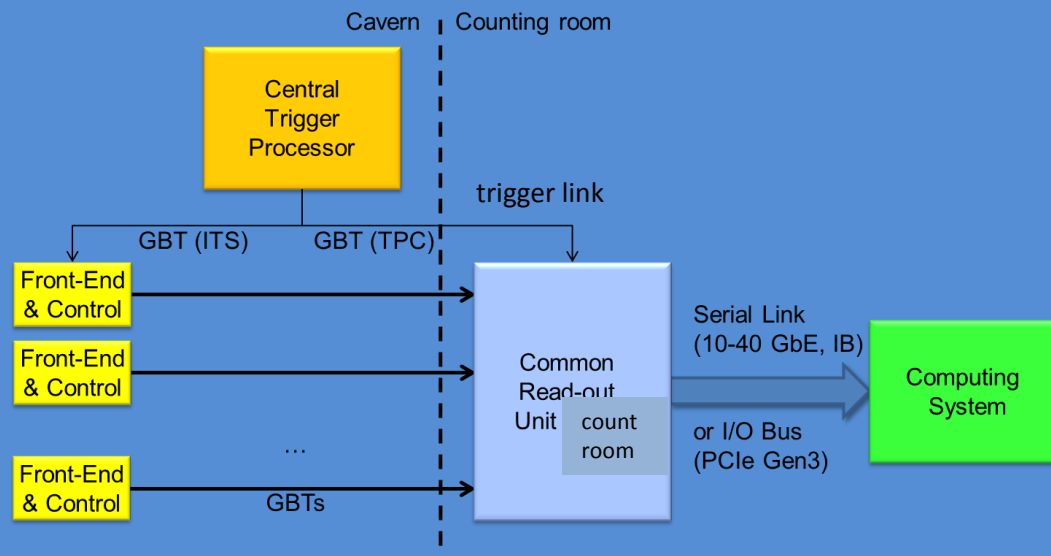 Cavern
Counting room
Central
Trigger
Processor
trigger link
GBT (ITS)
GBT (TPC)
Front-End
& Control
Front-End
& Control
...
Front-End
& Control
GBTs
Common
Read-out
Unit
count
room
Serial Link
(10-40 GbE, IB)
or I/O Bus
(PCIe Gen3)
Computing
System